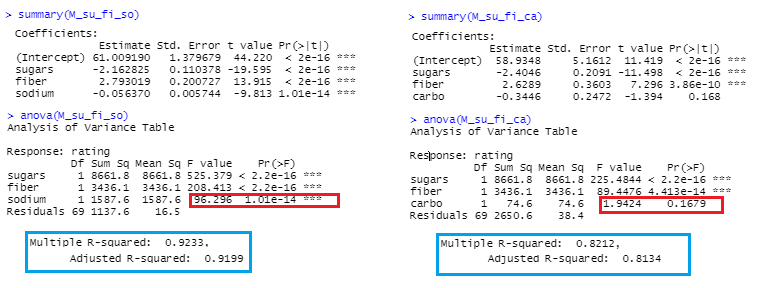 > summary(M_su_fi_so)
Coefficients:
Estimate Std. Error t value Pr(>|t|)
(Intercept) 61.009190 1.379679 44.220 < 2e-16 ***
sugars -2.162825 0.110378 -19.595 < 2e-16 ***
fiber 2.793019 0.200727 13.915 < 2e-16 ***
sodium -0.056370 0.005744 -9.813 1.01e-14 ***
> anova(M_su_fi_so)
Analysis of Variance Table
Response: rating
Df Sum Sq Mean Sq F value Pr(>F)
sugars 1 8661.8 8661.8 525.379 < 2.2e-16 ***
fiber 1 3436.1 3436.1 208.413 < 2.2e-16 ***
sodium 1 1587.6 1587.6 96.296 1.01e-14 ***
Residuals 69 1137.6 16.5
Multiple R-squared: 0.9233,
Adjusted R-squared: 0.9199
> summary(M_su_fi_ca)
Coefficients:
Estimate Std. Error t value Pr(>|t|)
(Intercept) 58.9348 5.1612 11.419 < 2e-16 ***
sugars -2.4046 0.2091 -11.498 < 2e-16 ***
fiber 2.6289 0.3603 7.296 3.86e-10 ***
carbo -0.3446 0.2472 -1.394 0.168
> anova(M_su_fi_ca)
Analysis of Variance Table
Response: rating
Df Sum Sq Mean Sq F value Pr(>F)
sugars 1 8661.8 8661.8 225.4844 < 2.2e-16 ***
fiber 1 3436.1 3436.1 89.4476 4.413e-14 ***
carbo 1 74.6 74.6 1.9424 0.1679
Residuals 69 2650.6 38.4
Multiple R-squared: 0.8212,
Adjusted R-squared: 0.8134